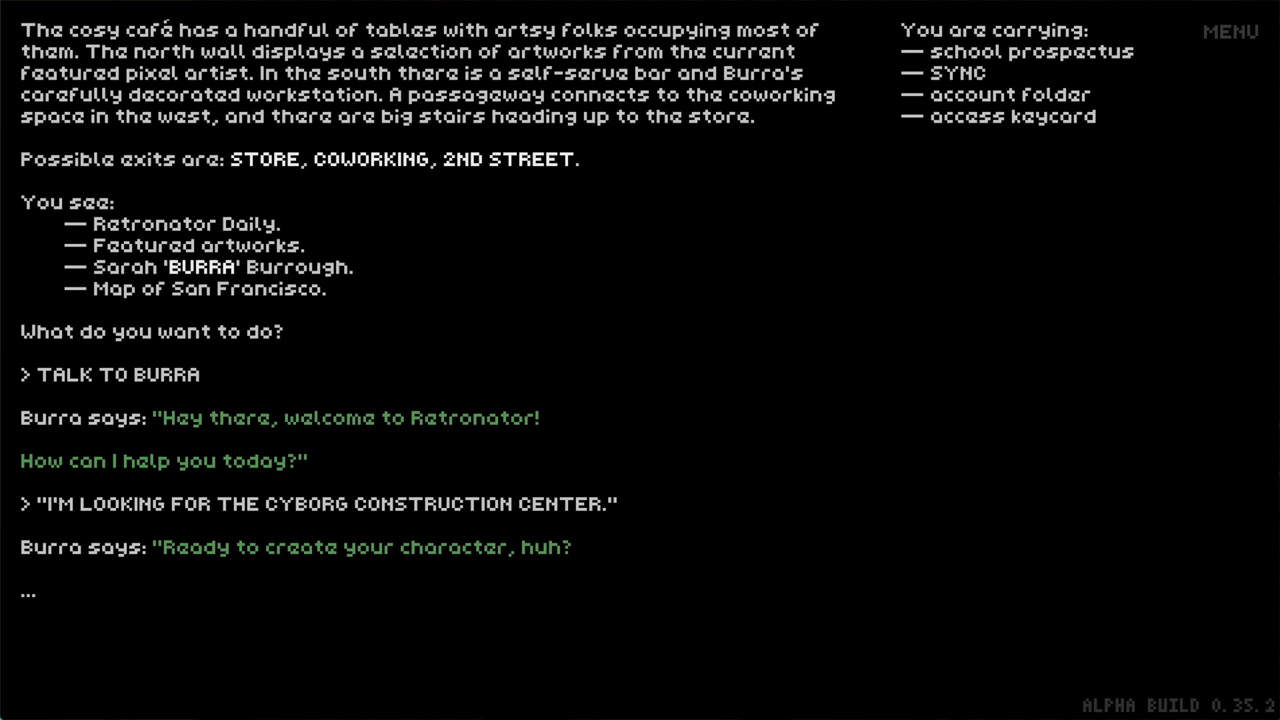 The cosy café has a handful of tables with artsy folks occupying most of
them. The north wall displays a selection of artworks from the current
featured pixel artist. In the south there is a self-serve bar and Burra's
carefully decorated workstation. A passageway connects to the coworking
space in the west, and there are big stairs heading up to the store.
Possible exits are: STORE, COWORKING, 2ND STREET.
You see:
— Retronator Daily.
— Featured artworks.
— Sarah 'BURRA' Burrough.
— Map of San Francisco.
What do you want to do?
> TALK TO BURRA
Burra says: "Hey there, welcome to Retronator!
How can I help you today?"
> "I'M LOOKING FOR THE CYBORG CONSTRUCTION CENTER."
Burra says: "Ready to create your character, huh?
...
You are carrying:
— school prospectus
— SYNC
— account folder
— access keycard
MENU
ALPHA BUILD 0.35.2